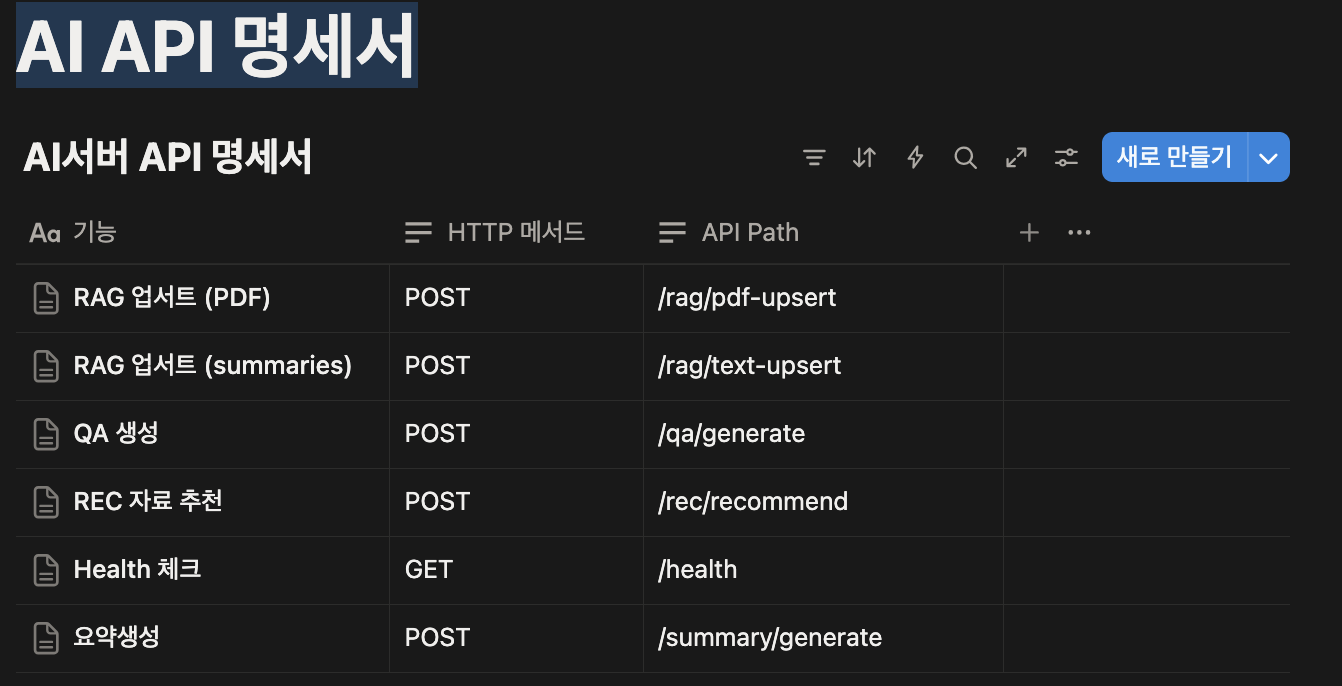 AI API 명세서
AI서버 API 명세서
새로 만들기
Aa 기능 HTTP 메서드 API Path
RAG 업서트 (PDF) POST /rag/pdf-upsert
RAG 업서트 (summaries) POST /rag/text-upsert
QA 생성 POST /qa/generate
REC 자료 추천 POST /rec/recommend
Health 체크 GET /health
요약생성 POST /summary/generate